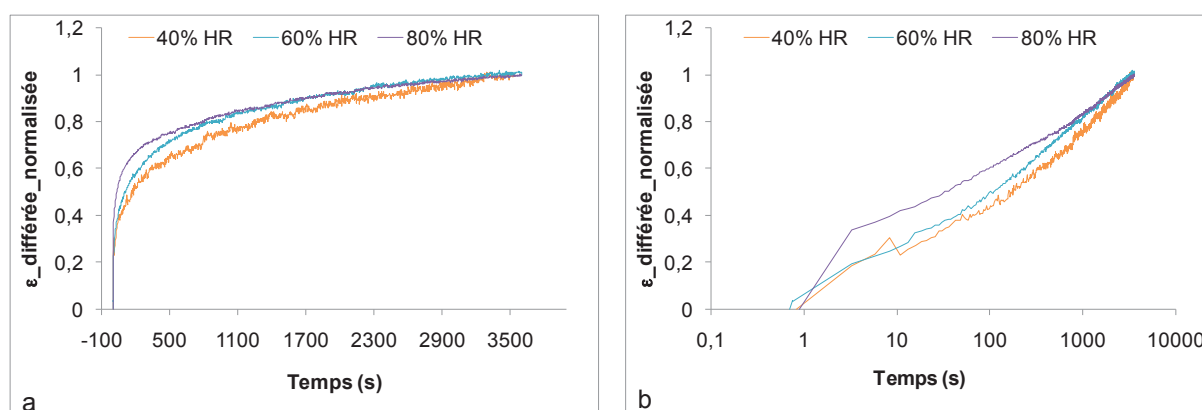 1,2
40% HR 60% HR 80% HR
1
0,8
0,6
0,4
0,2
0
-100 500 1100 1700 2300 2900 3500
ε_différée_normalisée
Temps (s)
a
1,2
40% HR 60% HR 80% HR
1
0,8
0,6
0,4
0,2
0
0,1 1 10 100 1000 10000
ε_différée_normalisée
Temps (s)
b